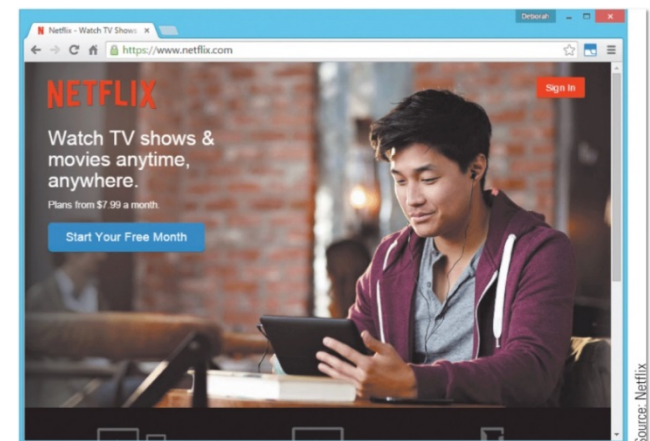 Deborah
Netflix - Watch TV Shows
https://www.netflix.com
NETFLIX
Sign In
Watch TV shows &
movies anytime,
anywhere.
Plans from $7.99 a month.
Start Your Free Month
Source: Netflix